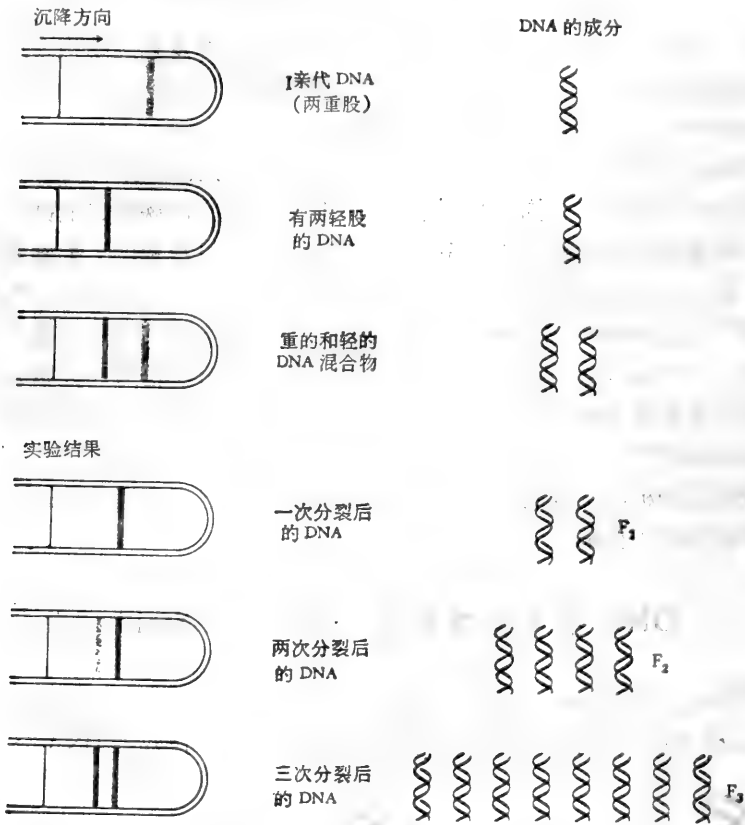 沉降方向
DNA 的成分
I亲代 DNA
(两重股)
有两轻股
的 DNA
重的和轻的
DNA 混合物
实验结果
一次分裂后
的 DNA
F₁
两次分裂后
的 DNA
F₂
三次分裂后
的 DNA
F₃